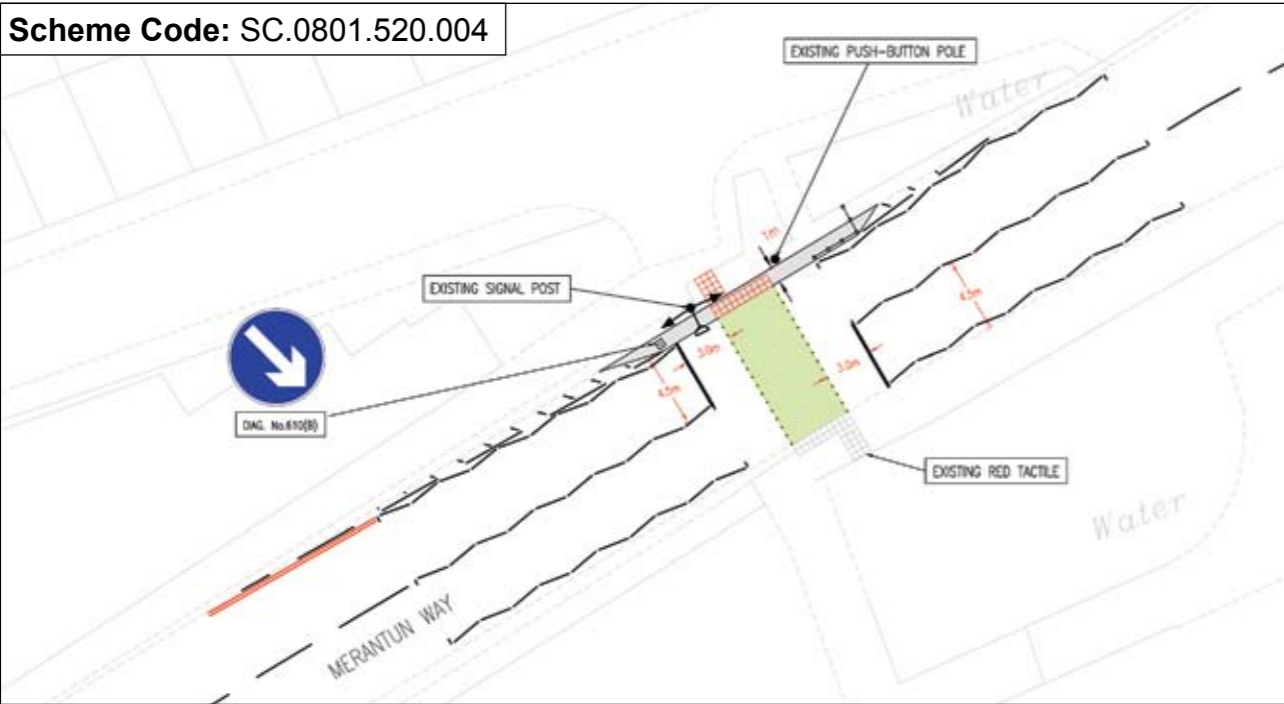 Scheme Code: SC.0801.520.004
EXISTING PUSH-BUTTON POLE
Water
1m
EXISTING SIGNAL POST
4.5m
3.0m
3.0m
4.5m
DIAG. No.610(B)
EXISTING RED TACTILE
Water
MERANTUN WAY